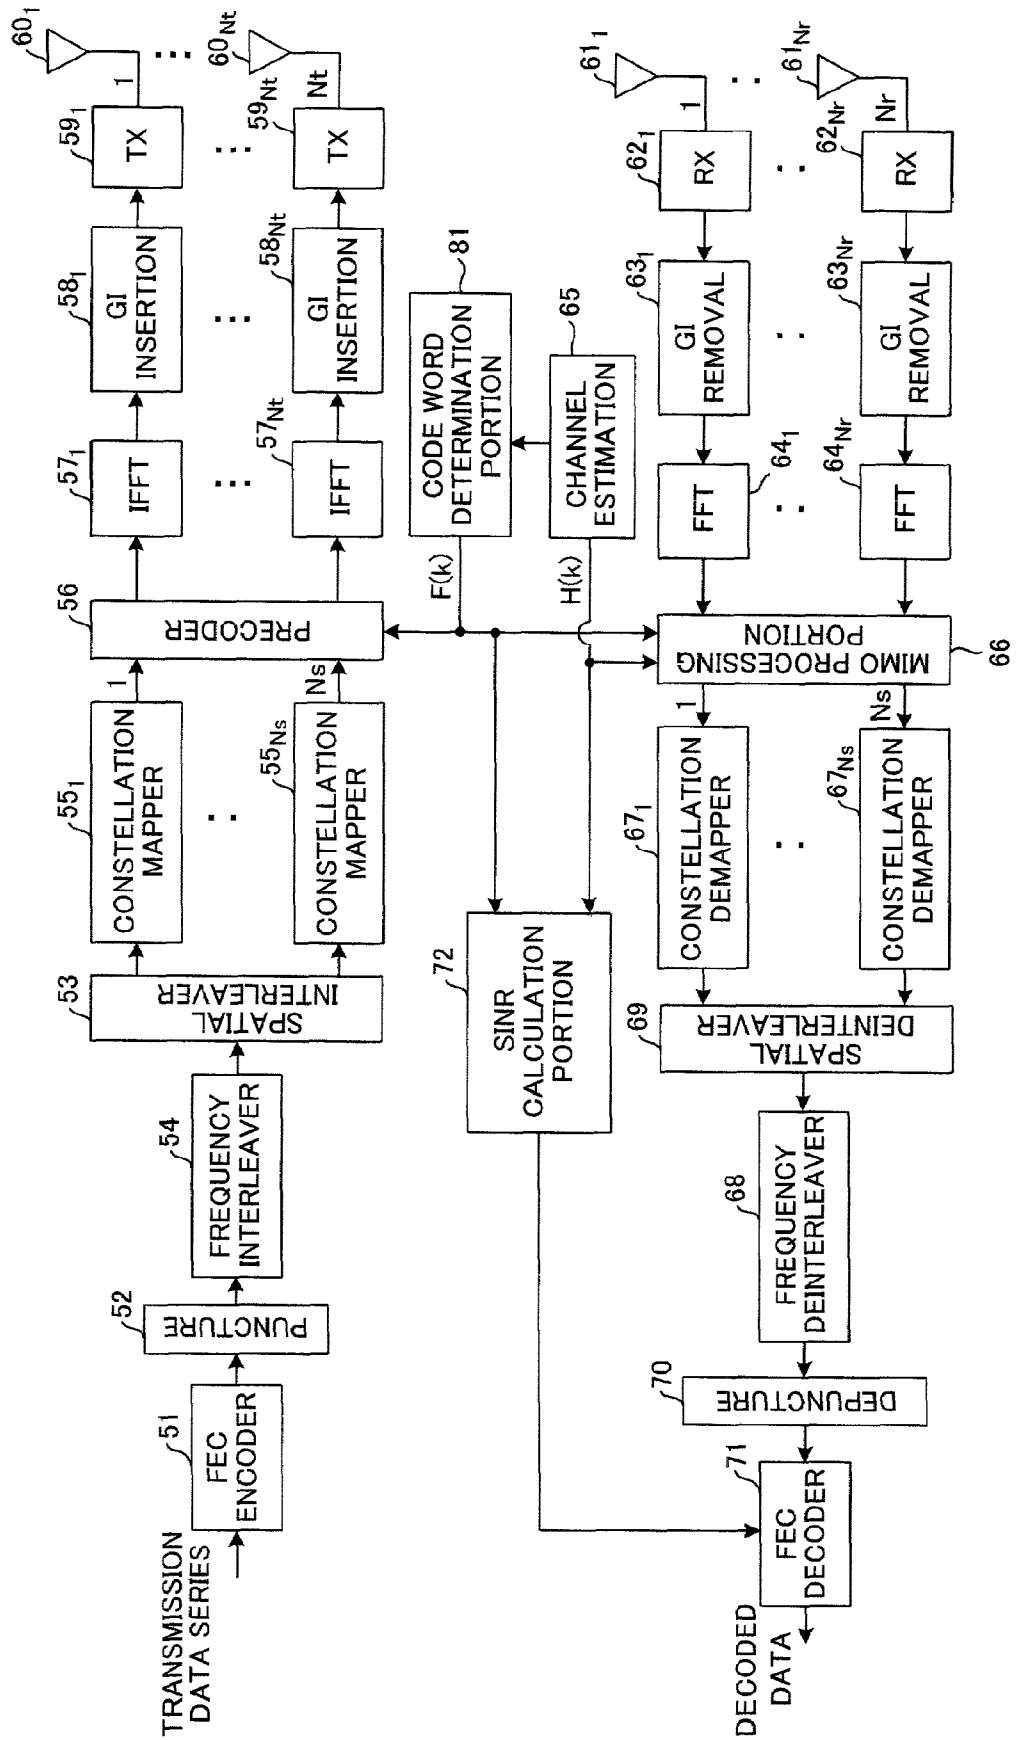 TRANSMISSION
DATA SERIES
51
FEC
ENCODER
52
PUNCTURE
54
FREQUENCY
INTERLEAVER
53
SPATIAL
INTERLEAVER
55₁
CONSTELLATION
MAPPER
1
. .
55Ns
CONSTELLATION
MAPPER
Ns
56
PRECODER
57₁
IFFT
...
57Nt
IFFT
58₁
GI
INSERTION
...
58Nt
GI
INSERTION
59₁
TX
...
59Nt
TX
60₁
1
...
60Nt
Nt
81
CODE WORD
DETERMINATION
PORTION
F(k)
65
CHANNEL
ESTIMATION
H(k)
72
SINR
CALCULATION
PORTION
61₁
1
. .
61Nr
Nr
62₁
RX
. .
62Nr
RX
63₁
GI
REMOVAL
. .
63Nr
GI
REMOVAL
64₁
FFT
. .
64Nr
FFT
MIMO PROCESSING
PORTION
66
1
Ns
67₁
CONSTELLATION
DEMAPPER
. .
67Ns
CONSTELLATION
DEMAPPER
69
SPATIAL
DEINTERLEAVER
68
FREQUENCY
DEINTERLEAVER
70
DEPUNCTURE
71
FEC
DECODER
DECODED
DATA